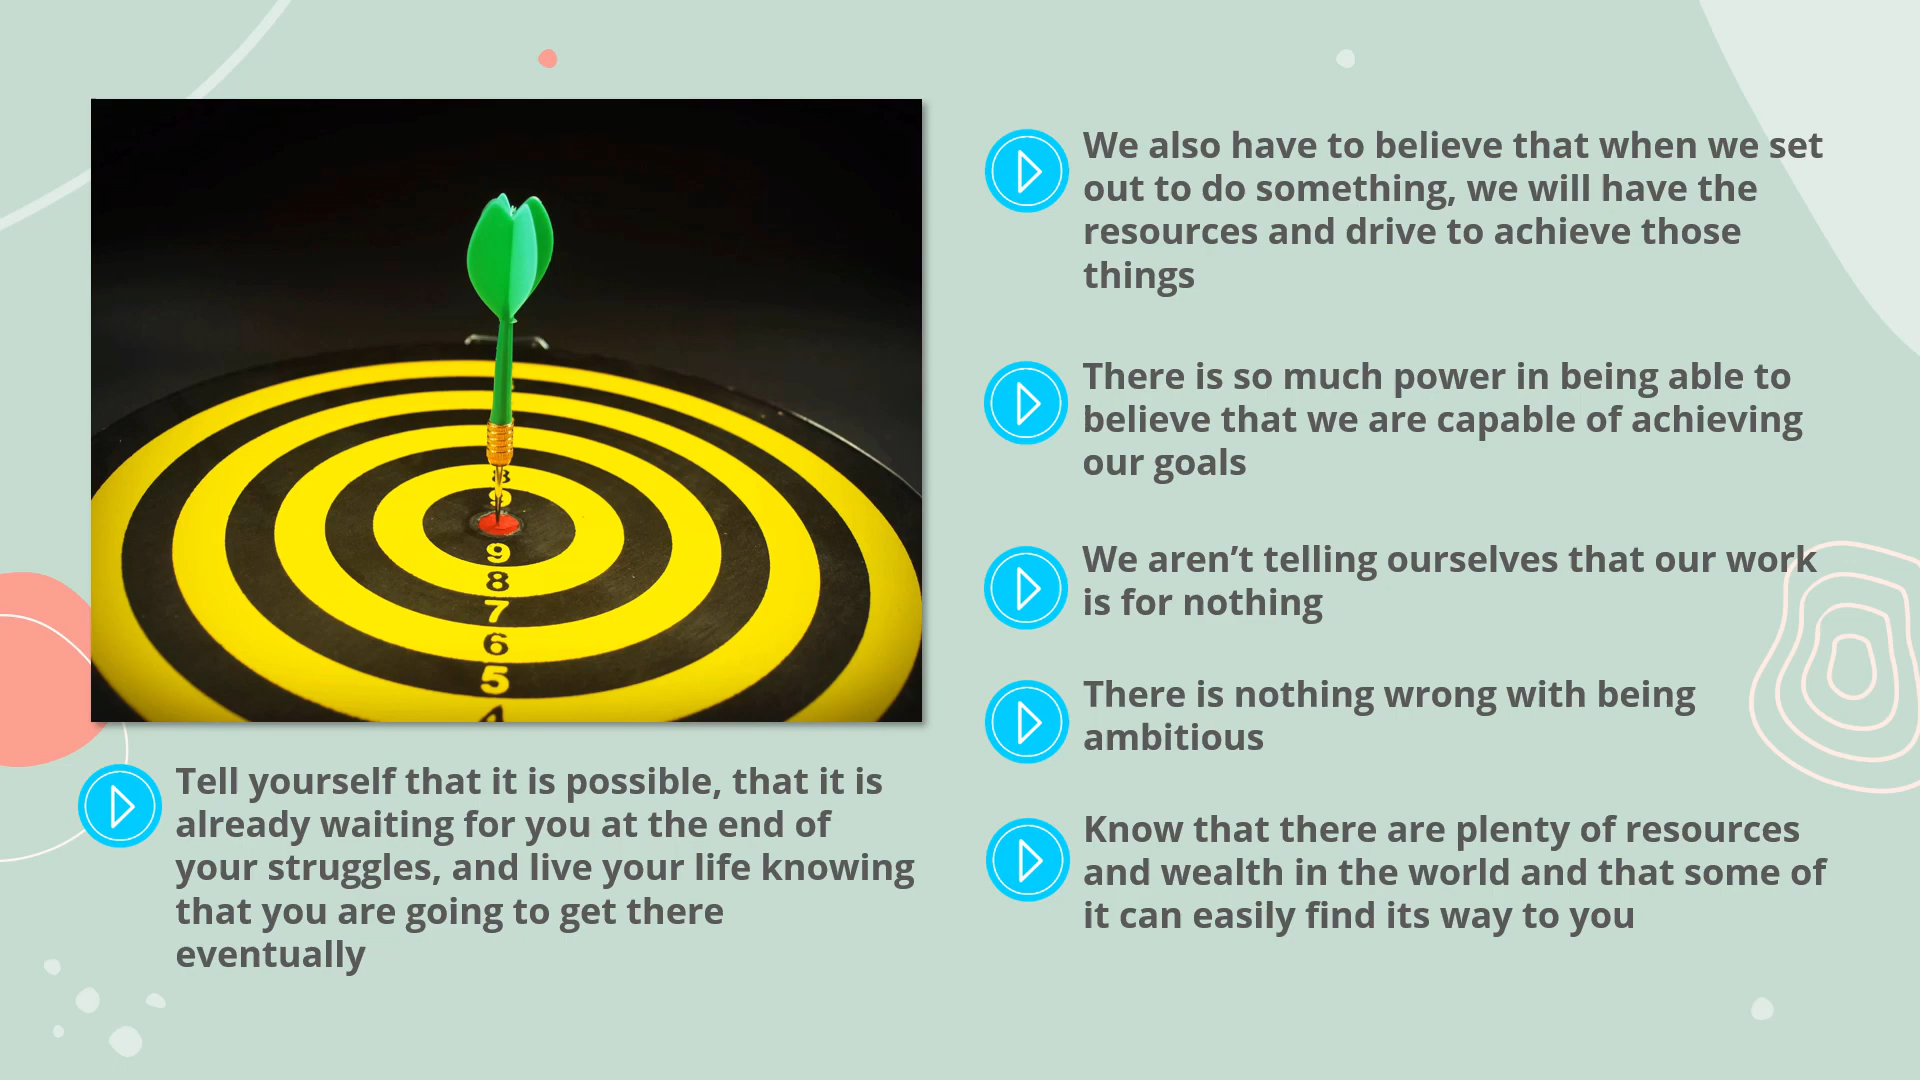 8
9
9
8
7
6
5
4
Tell yourself that it is possible, that it is
already waiting for you at the end of
your struggles, and live your life knowing
that you are going to get there
eventually
We also have to believe that when we set
out to do something, we will have the
resources and drive to achieve those
things
There is so much power in being able to
believe that we are capable of achieving
our goals
We aren’t telling ourselves that our work
is for nothing
There is nothing wrong with being
ambitious
Know that there are plenty of resources
and wealth in the world and that some of
it can easily find its way to you